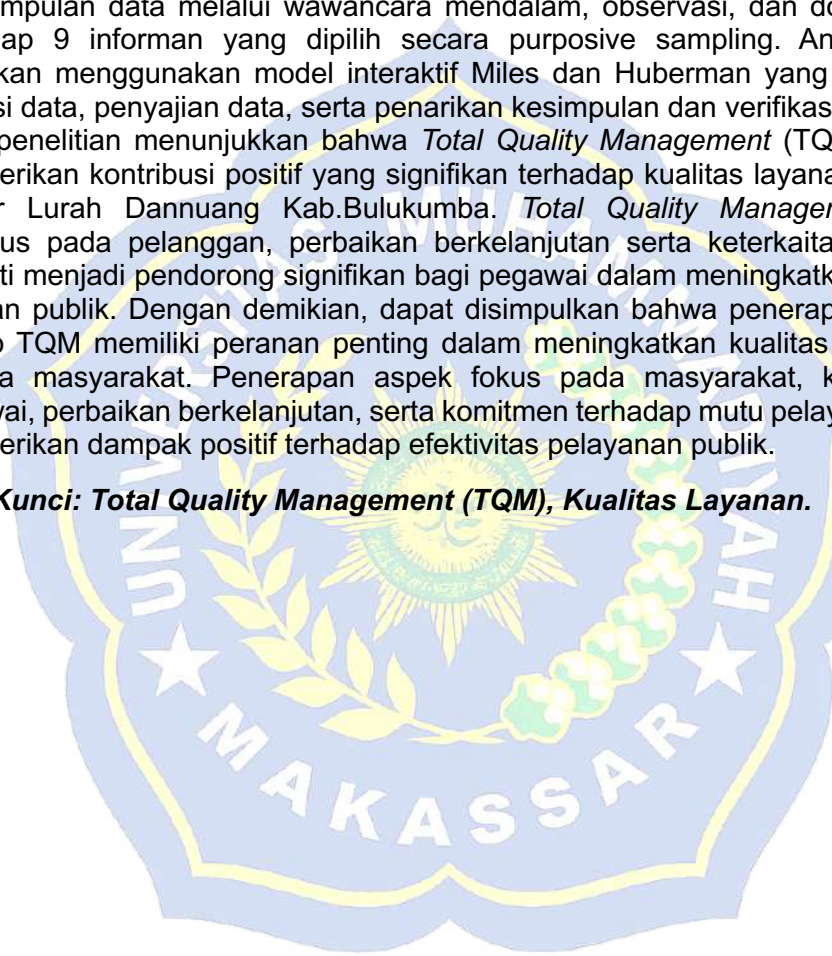 mpulan data melalui wawancara mendalam, observasi, dan do
ap 9 informan yang dipilih secara purposive sampling. An
kan menggunakan model interaktif Miles dan Huberman yang
si data, penyajian data, serta penarikan kesimpulan dan verifikas
penelitian menunjukkan bahwa Total Quality Management (TQ
erikan kontribusi positif yang signifikan terhadap kualitas layana
r Lurah Dannuang Kab.Bulukumba. Total Quality Manager
us pada pelanggan, perbaikan berkelanjutan serta keterkaita
ti menjadi pendorong signifikan bagi pegawai dalam meningkatk
an publik. Dengan demikian, dapat disimpulkan bahwa penerap
o TQM memiliki peranan penting dalam meningkatkan kualitas
a masyarakat. Penerapan aspek fokus pada masyarakat, k
vai, perbaikan berkelanjutan, serta komitmen terhadap mutu pelay
erikan dampak positif terhadap efektivitas pelayanan publik.
Kunci: Total Quality Management (TQM), Kualitas Layanan.
UNIVERSITAS MUHAMMADIYAH
MAKASSAR